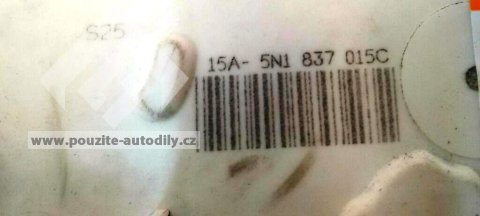 S25
15A- 5N1 837 015C
www.pouzite-autodily.cz